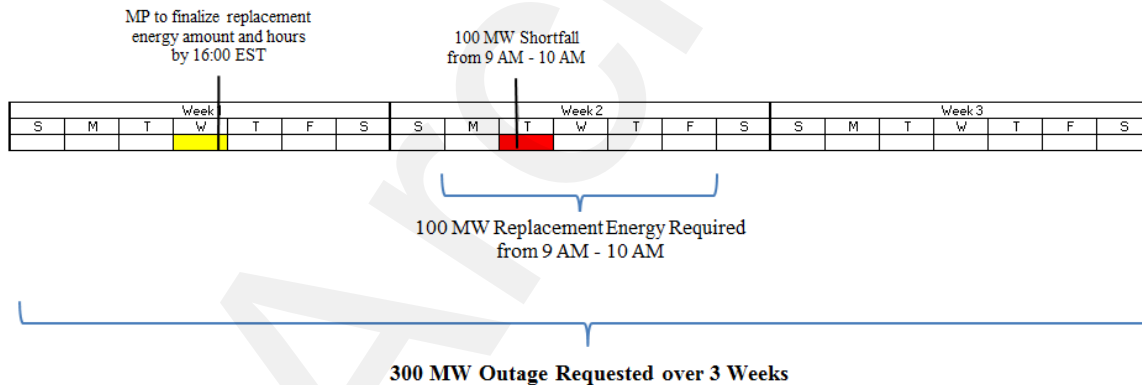 MP to finalize replacement
energy amount and hours
by 16:00 EST
100 MW Shortfall
from 9 AM - 10 AM
Week Week 2 Week 3
S M T W T F S S M T W T F S S M T W T F S
100 MW Replacement Energy Required
from 9 AM - 10 AM
300 MW Outage Requested over 3 Weeks